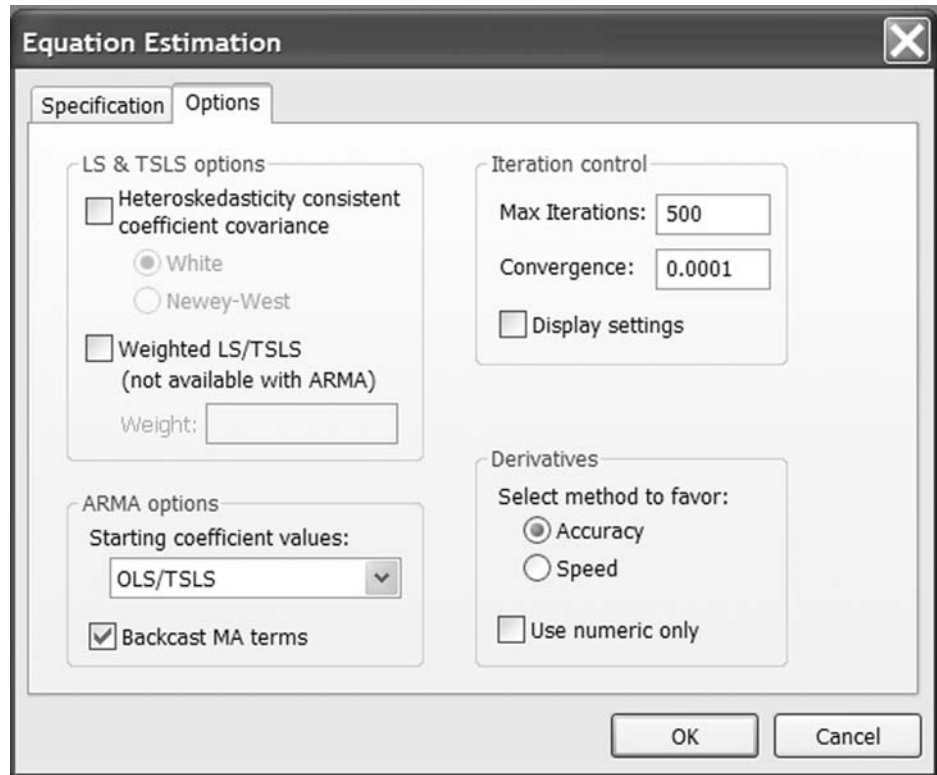 Equation Estimation
Specification
Options
LS & TSLS options
Heteroskedasticity consistent
coefficient covariance
White
Newey-West
Weighted LS/TSLS
(not available with ARMA)
Weight:
ARMA options
Starting coefficient values:
OLS/TSLS
Backcast MA terms
Iteration control
Max Iterations: 500
Convergence: 0.0001
Display settings
Derivatives
Select method to favor:
Accuracy
Speed
Use numeric only
OK
Cancel